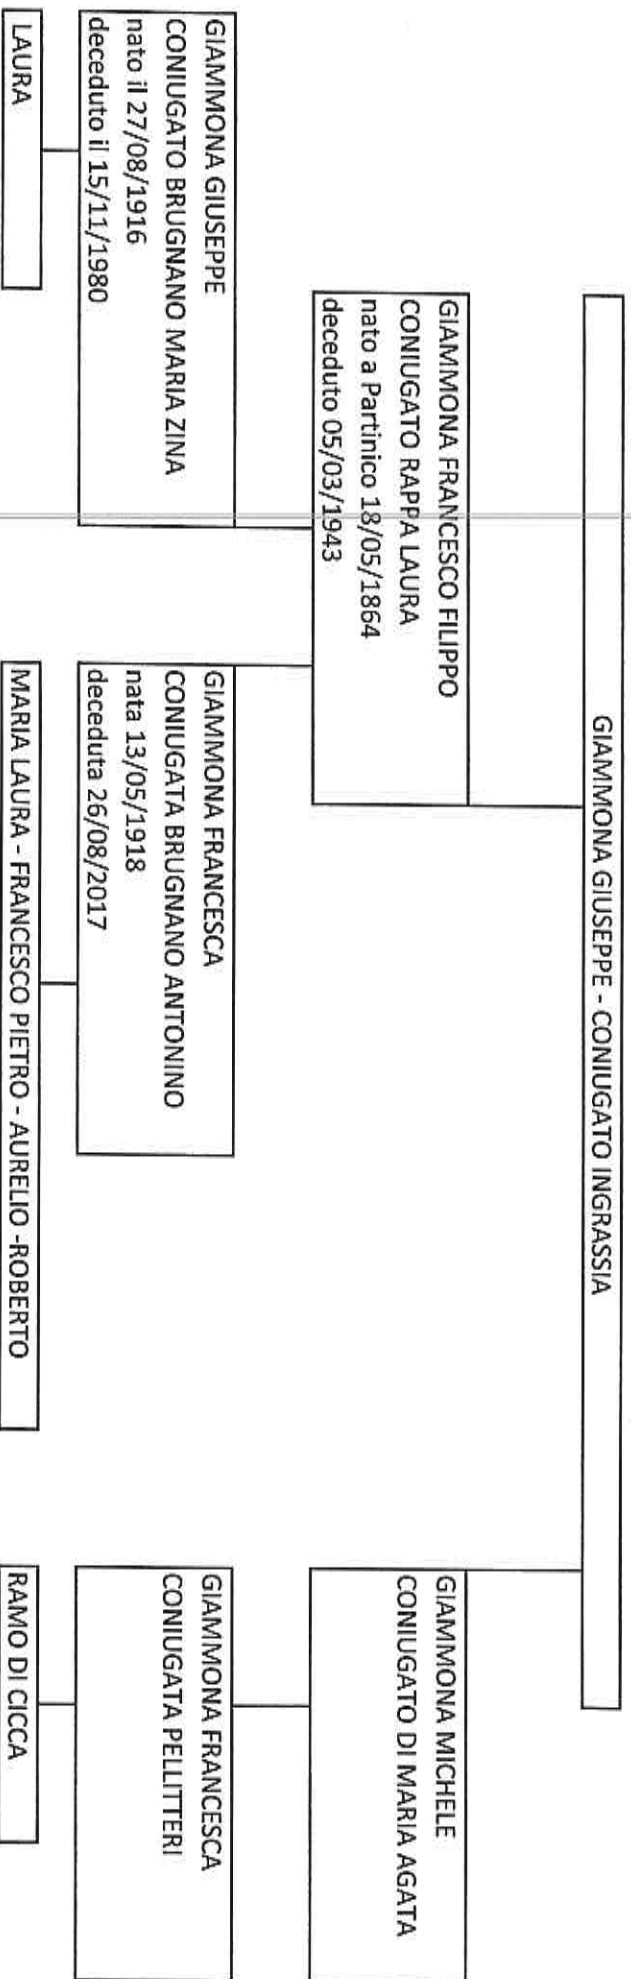 GIAMMONA GIUSEPPE - CONIUGATO INGRASSIA
GIAMMONA FRANCESCO FILIPPO
CONIUGATO RAPPA LAURA
nato a Partinico 18/05/1864
deceduto 05/03/1943
GIAMMONA MICHELE
CONIUGATO DI MARIA AGATA
GIAMMONA GIUSEPPE
CONIUGATO BRUGNANO MARIA ZINA
nato il 27/08/1916
deceduto il 15/11/1980
GIAMMONA FRANCESCA
CONIUGATA BRUGNANO ANTONINO
nata 13/05/1918
deceduta 26/08/2017
GIAMMONA FRANCESCA
CONIUGATA PELLITTERI
LAURA
MARIA LAURA - FRANCESCO PIETRO - AURELIO -ROBERTO
RAMO DI CICCA